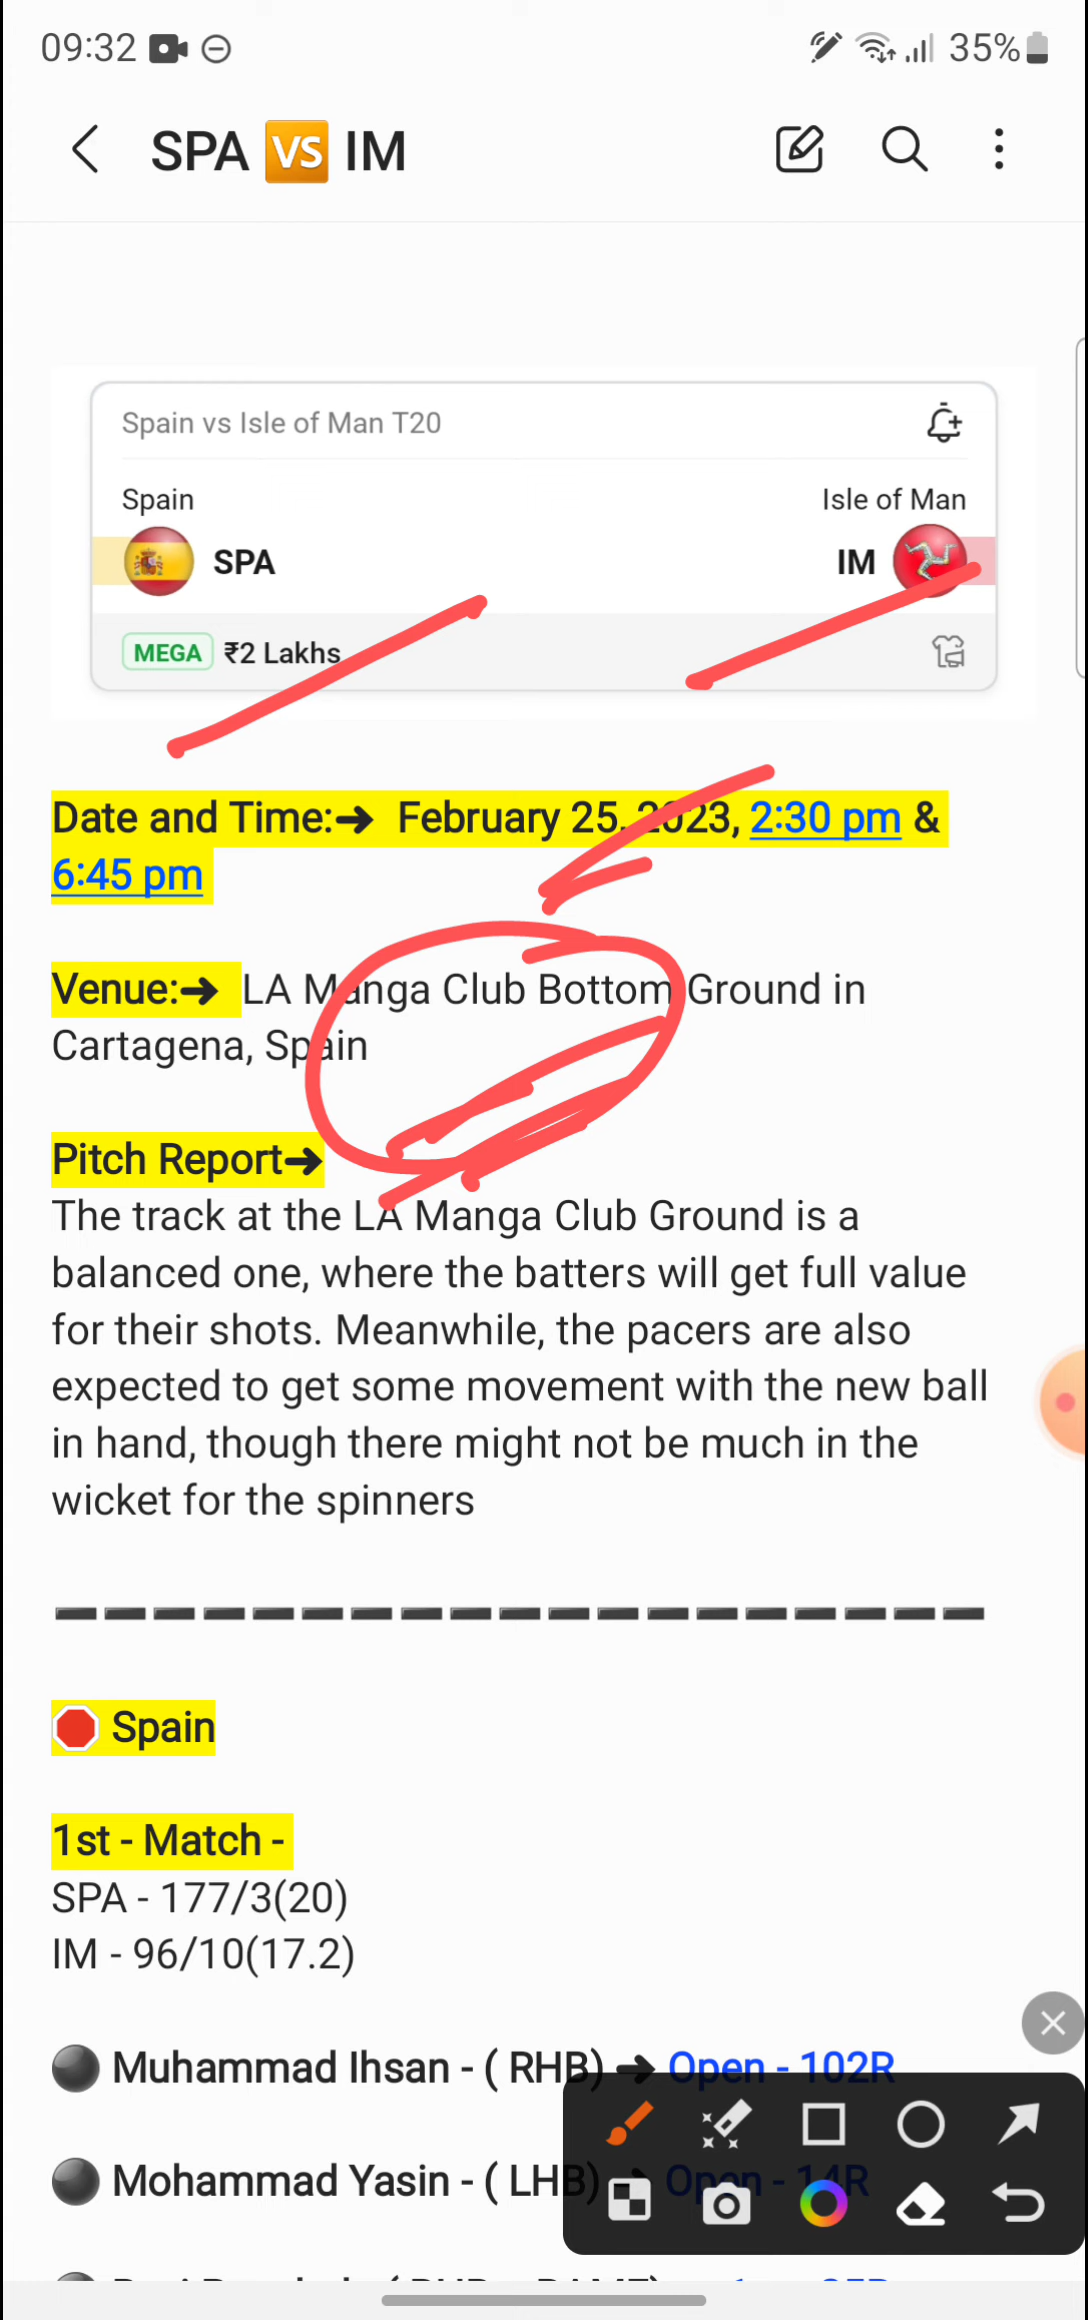 09:32
35%
SPA VS IM
Spain vs Isle of Man T20
Spain
Isle of Man
SPA
IM
MEGA ₹2 Lakhs
Date and Time:➔ February 25, 2023, 2:30 pm &
6:45 pm
Venue:➔ LA Manga Club Bottom Ground in
Cartagena, Spain
Pitch Report➔
The track at the LA Manga Club Ground is a
balanced one, where the batters will get full value
for their shots. Meanwhile, the pacers are also
expected to get some movement with the new ball
in hand, though there might not be much in the
wicket for the spinners
Spain
1st - Match -
SPA - 177/3(20)
IM - 96/10(17.2)
Muhammad Ihsan - ( RHB) ➔ Open - 102R
Mohammad Yasin - ( LHB) ➔ Open - 14R